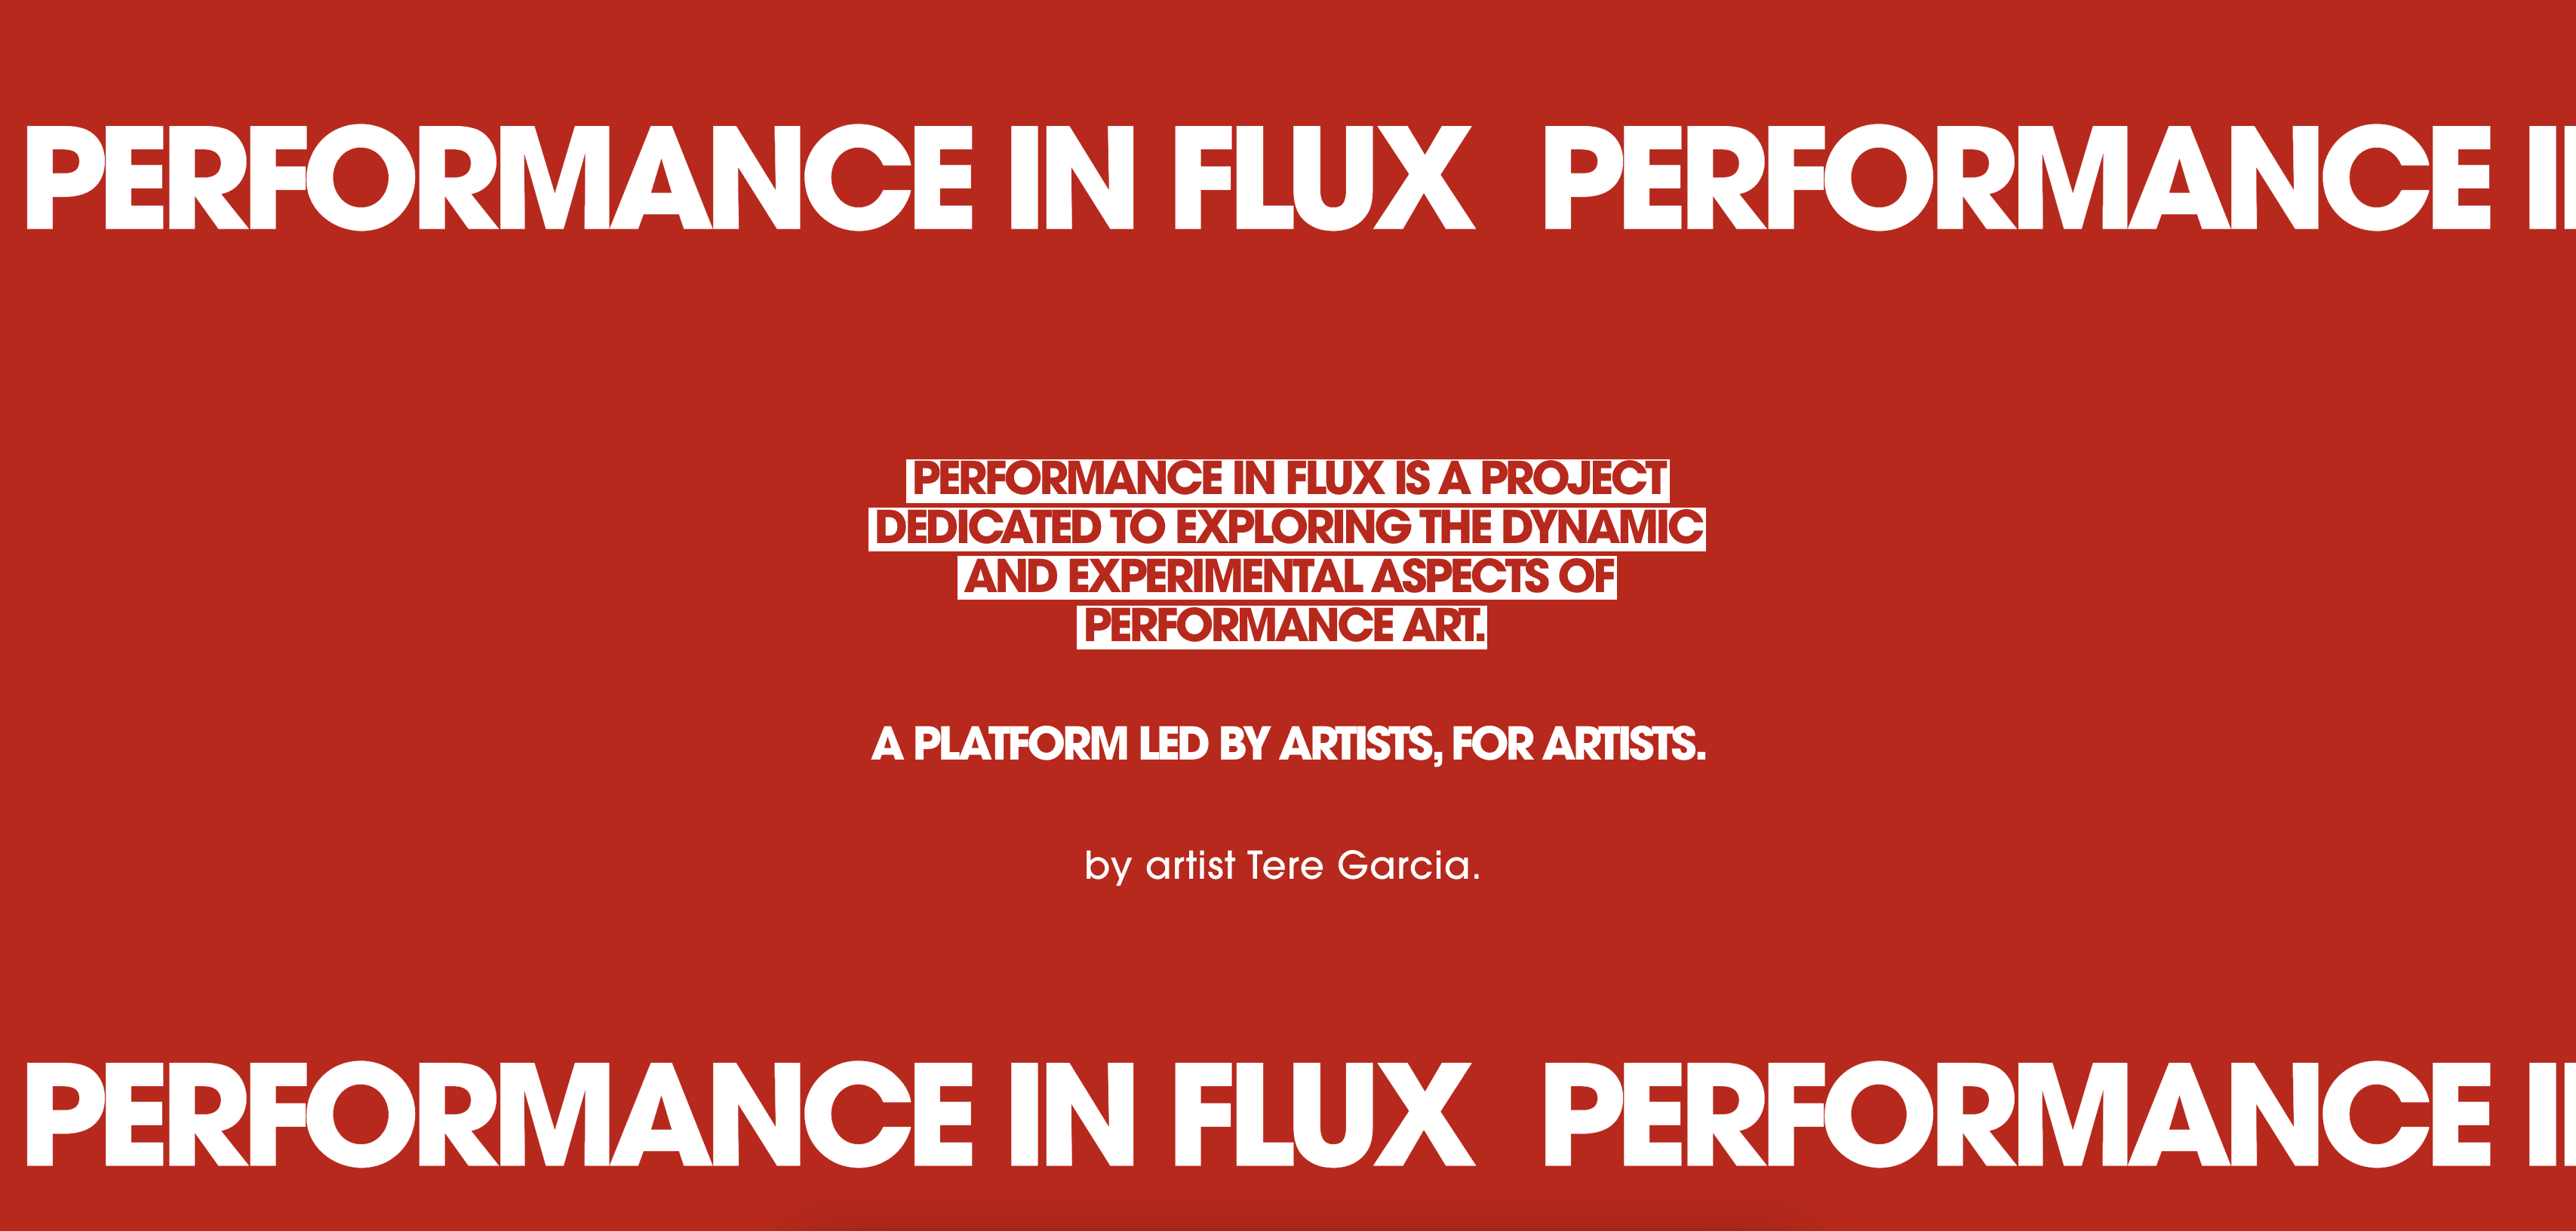 PERFORMANCE IN FLUX PERFORMANCE I
PERFORMANCE IN FLUX IS A PROJECT
DEDICATED TO EXPLORING THE DYNAMIC
AND EXPERIMENTAL ASPECTS OF
PERFORMANCE ART.
A PLATFORM LED BY ARTISTS, FOR ARTISTS.
by artist Tere Garcia.
PERFORMANCE IN FLUX PERFORMANCE I